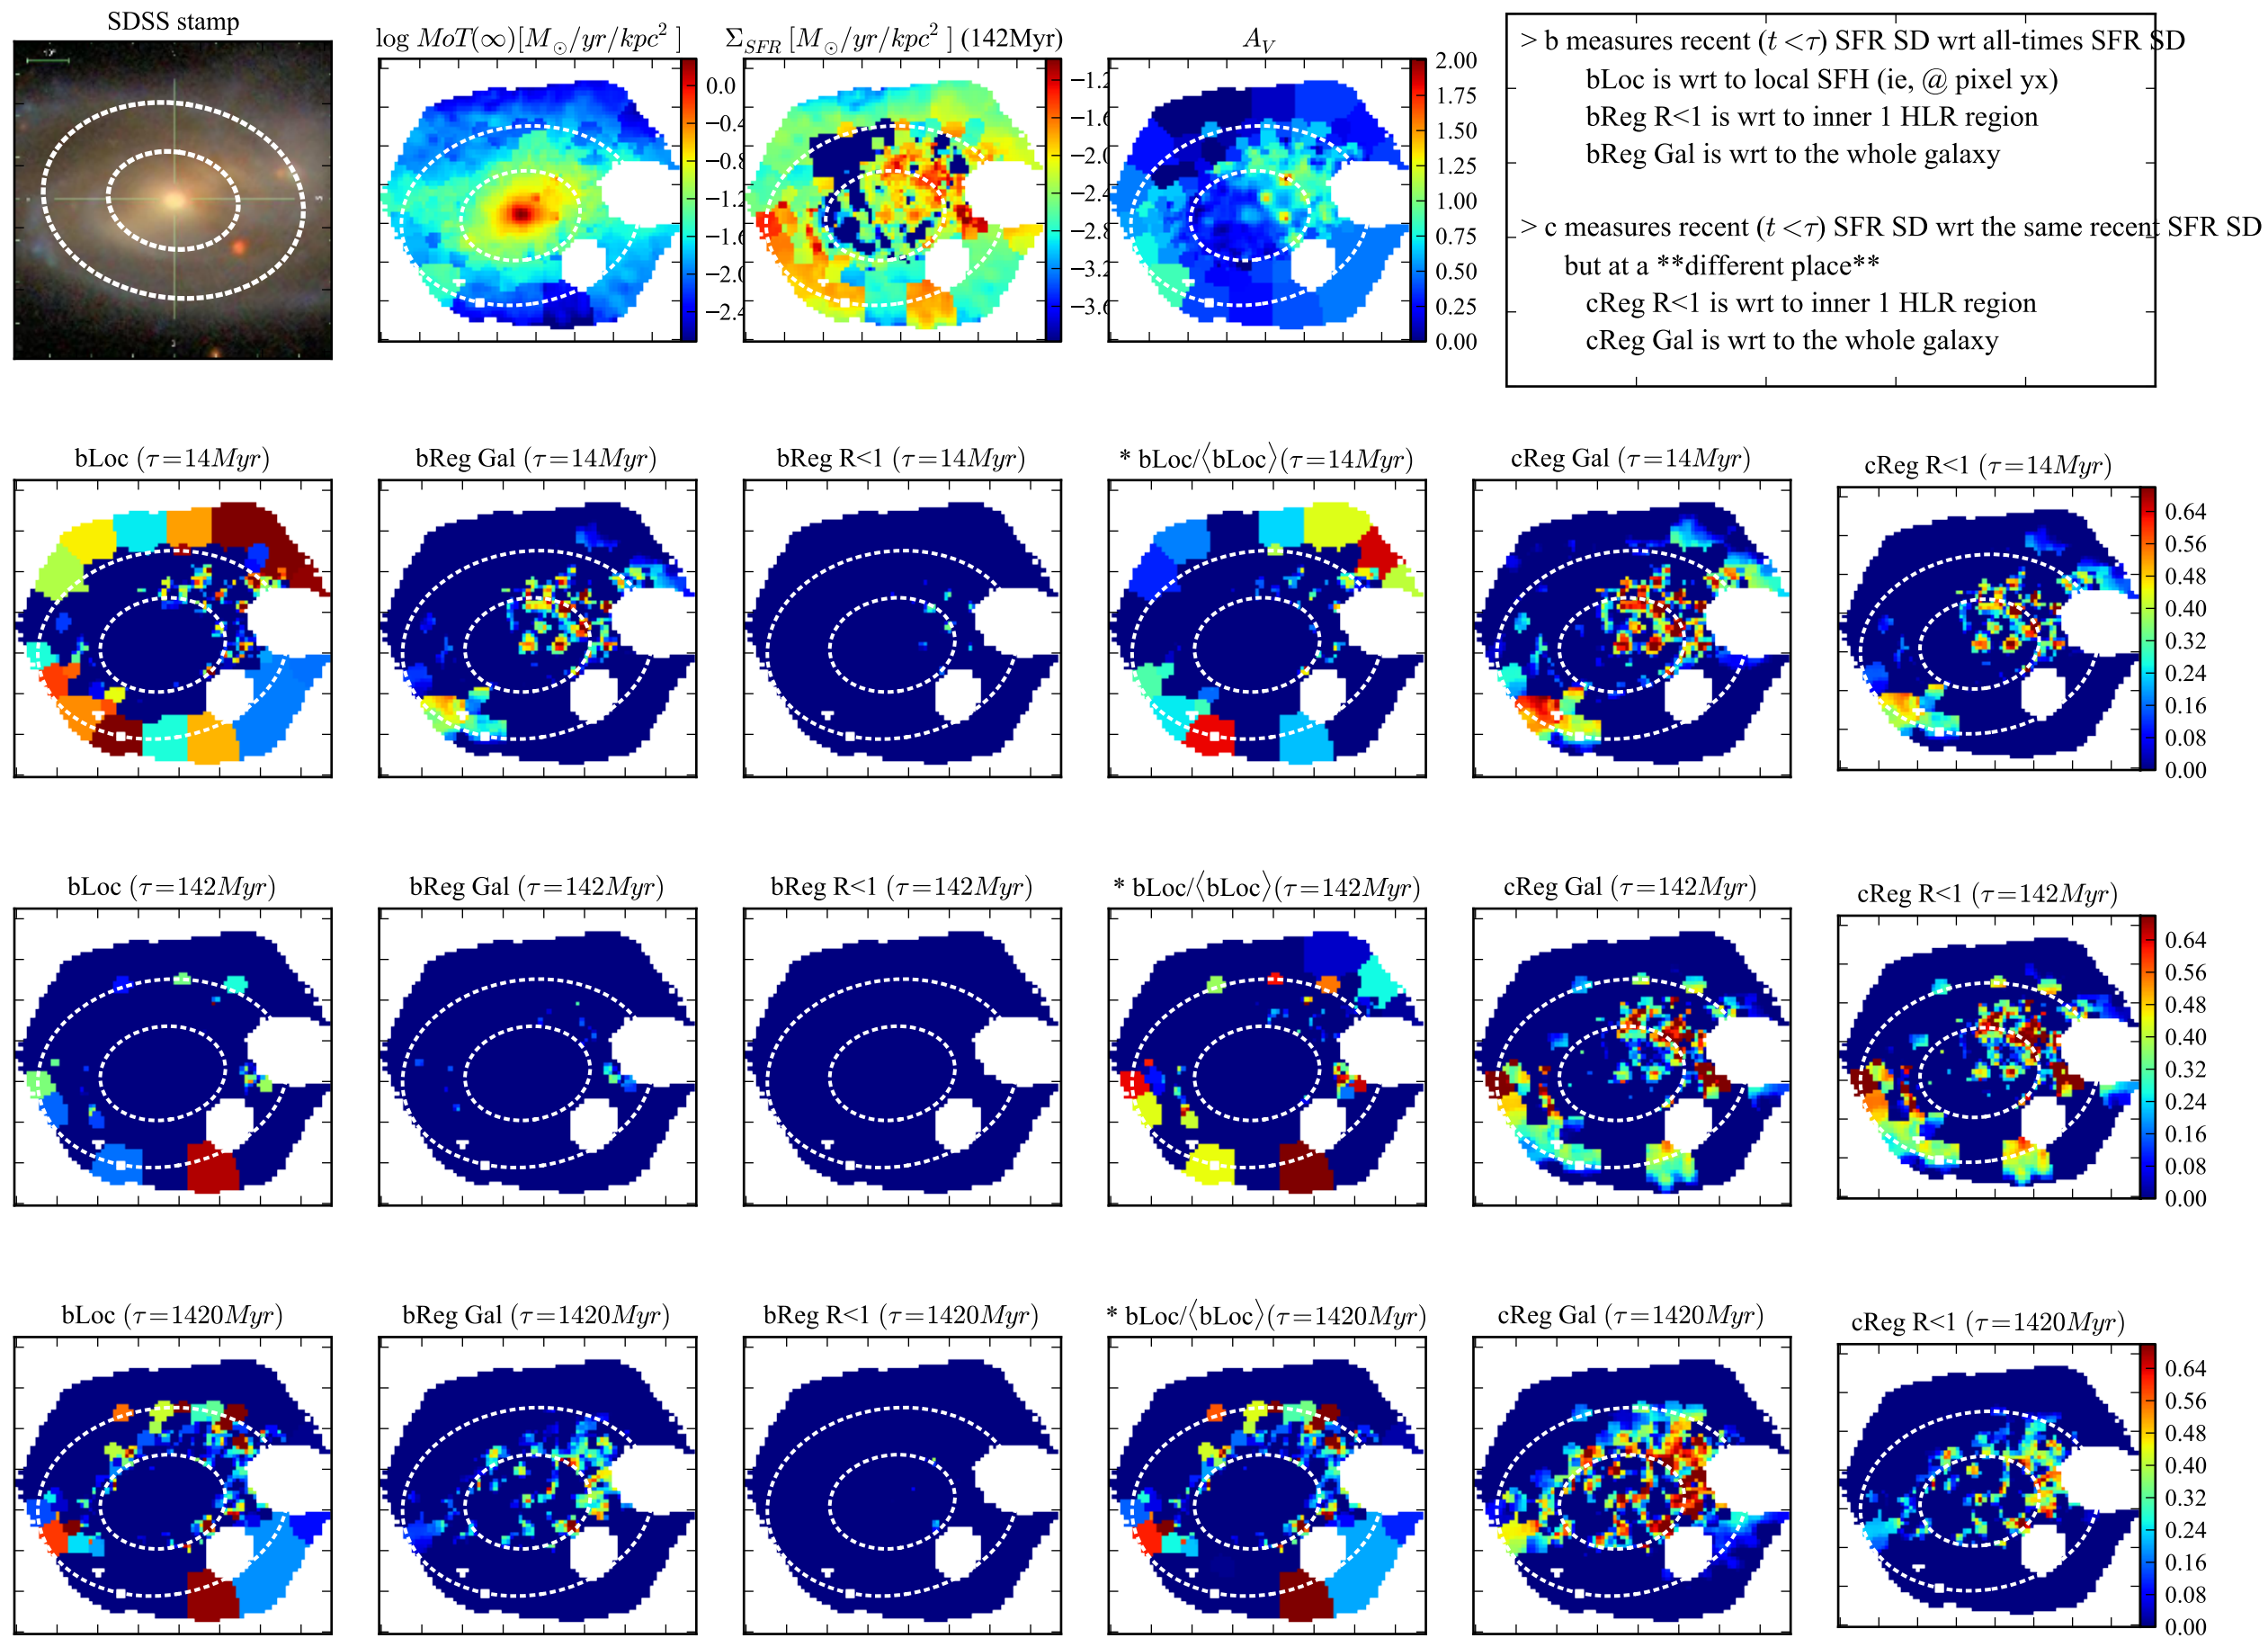 SDSS stamp
log MoT(∞)[M⊙/yr/kpc² ]
Σ_SFR [M⊙/yr/kpc² ] (142Myr)
A_V
0.0
−0.4
−0.8
−1.2
−1.6
−2.0
−2.4
−1.2
−1.6
−2.0
−2.4
−2.8
−3.2
−3.6
2.00
1.75
1.50
1.25
1.00
0.75
0.50
0.25
0.00
> b measures recent (t <τ) SFR SD wrt all-times SFR SD
bLoc is wrt to local SFH (ie, @ pixel yx)
bReg R<1 is wrt to inner 1 HLR region
bReg Gal is wrt to the whole galaxy
> c measures recent (t <τ) SFR SD wrt the same recent SFR SD
but at a **different place**
cReg R<1 is wrt to inner 1 HLR region
cReg Gal is wrt to the whole galaxy
bLoc (τ=14Myr)
bReg Gal (τ=14Myr)
bReg R<1 (τ=14Myr)
* bLoc/⟨bLoc⟩(τ=14Myr)
cReg Gal (τ=14Myr)
cReg R<1 (τ=14Myr)
0.64
0.56
0.48
0.40
0.32
0.24
0.16
0.08
0.00
bLoc (τ=142Myr)
bReg Gal (τ=142Myr)
bReg R<1 (τ=142Myr)
* bLoc/⟨bLoc⟩(τ=142Myr)
cReg Gal (τ=142Myr)
cReg R<1 (τ=142Myr)
0.64
0.56
0.48
0.40
0.32
0.24
0.16
0.08
0.00
bLoc (τ=1420Myr)
bReg Gal (τ=1420Myr)
bReg R<1 (τ=1420Myr)
* bLoc/⟨bLoc⟩(τ=1420Myr)
cReg Gal (τ=1420Myr)
cReg R<1 (τ=1420Myr)
0.64
0.56
0.48
0.40
0.32
0.24
0.16
0.08
0.00